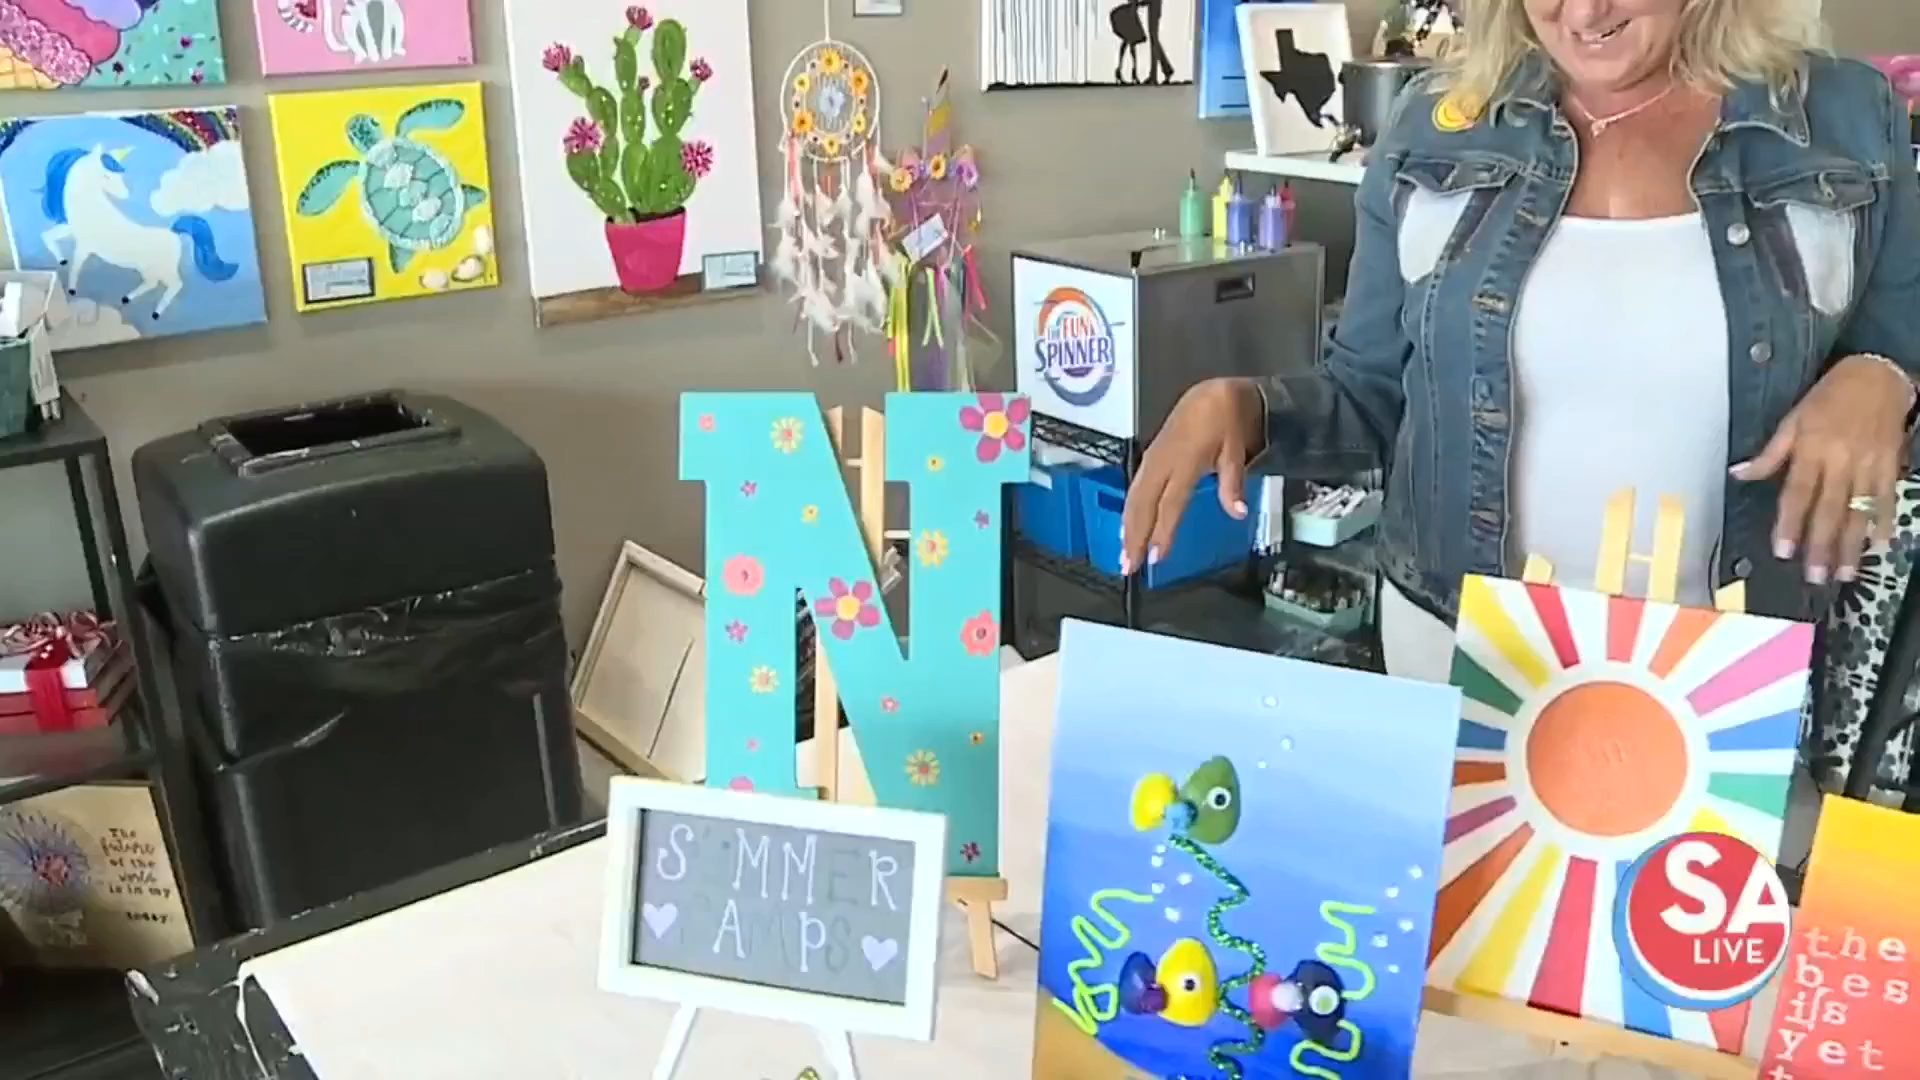 THE FUN
SPINNER
SUMMER
CAMPS
The
future
of the
world
is in my
today
SA
LIVE
the
bes
is
yet